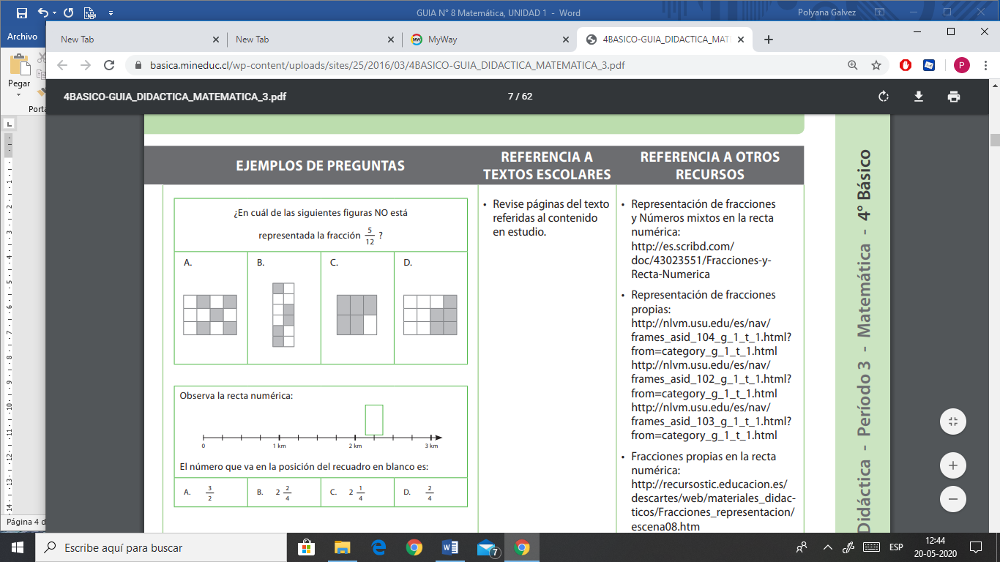 GUIA N° 8 Matemática, UNIDAD 1 - Word
Polyana Galvez
Archivo
Pegar
Porta
Página 4 d
New Tab
New Tab
MyWay
4BASICO-GUIA_DIDACTICA_MAT
basica.mineduc.cl/wp-content/uploads/sites/25/2016/03/4BASICO-GUIA_DIDACTICA_MATEMATICA_3.pdf
P
4BASICO-GUIA_DIDACTICA_MATEMATICA_3.pdf
7 / 62
EJEMPLOS DE PREGUNTAS
REFERENCIA A
TEXTOS ESCOLARES
REFERENCIA A OTROS
RECURSOS
¿En cuál de las siguientes figuras NO está
representada la fracción 5/12 ?
A. B. C. D.
Observa la recta numérica:
0 1 km 2 km 3 km
El número que va en la posición del recuadro en blanco es:
A. 3/2 B. 2 2/4 C. 2 1/4 D. 2/4
• Revise páginas del texto
referidas al contenido
en estudio.
• Representación de fracciones
y Números mixtos en la recta
numérica:
http://es.scribd.com/
doc/43023551/Fracciones-y-
Recta-Numerica
• Representación de fracciones
propias:
http://nlvm.usu.edu/es/nav/
frames_asid_104_g_1_t_1.html?
from=category_g_1_t_1.html
http://nlvm.usu.edu/es/nav/
frames_asid_102_g_1_t_1.html?
from=category_g_1_t_1.html
http://nlvm.usu.edu/es/nav/
frames_asid_103_g_1_t_1.html?
from=category_g_1_t_1.html
• Fracciones propias en la recta
numérica:
http://recursostic.educacion.es/
descartes/web/materiales_didac-
ticos/Fracciones_representacion/
escena08.htm
Didáctica - Período 3 - Matemática - 4° Básico
Escribe aquí para buscar
7
ESP
12:44
20-05-2020